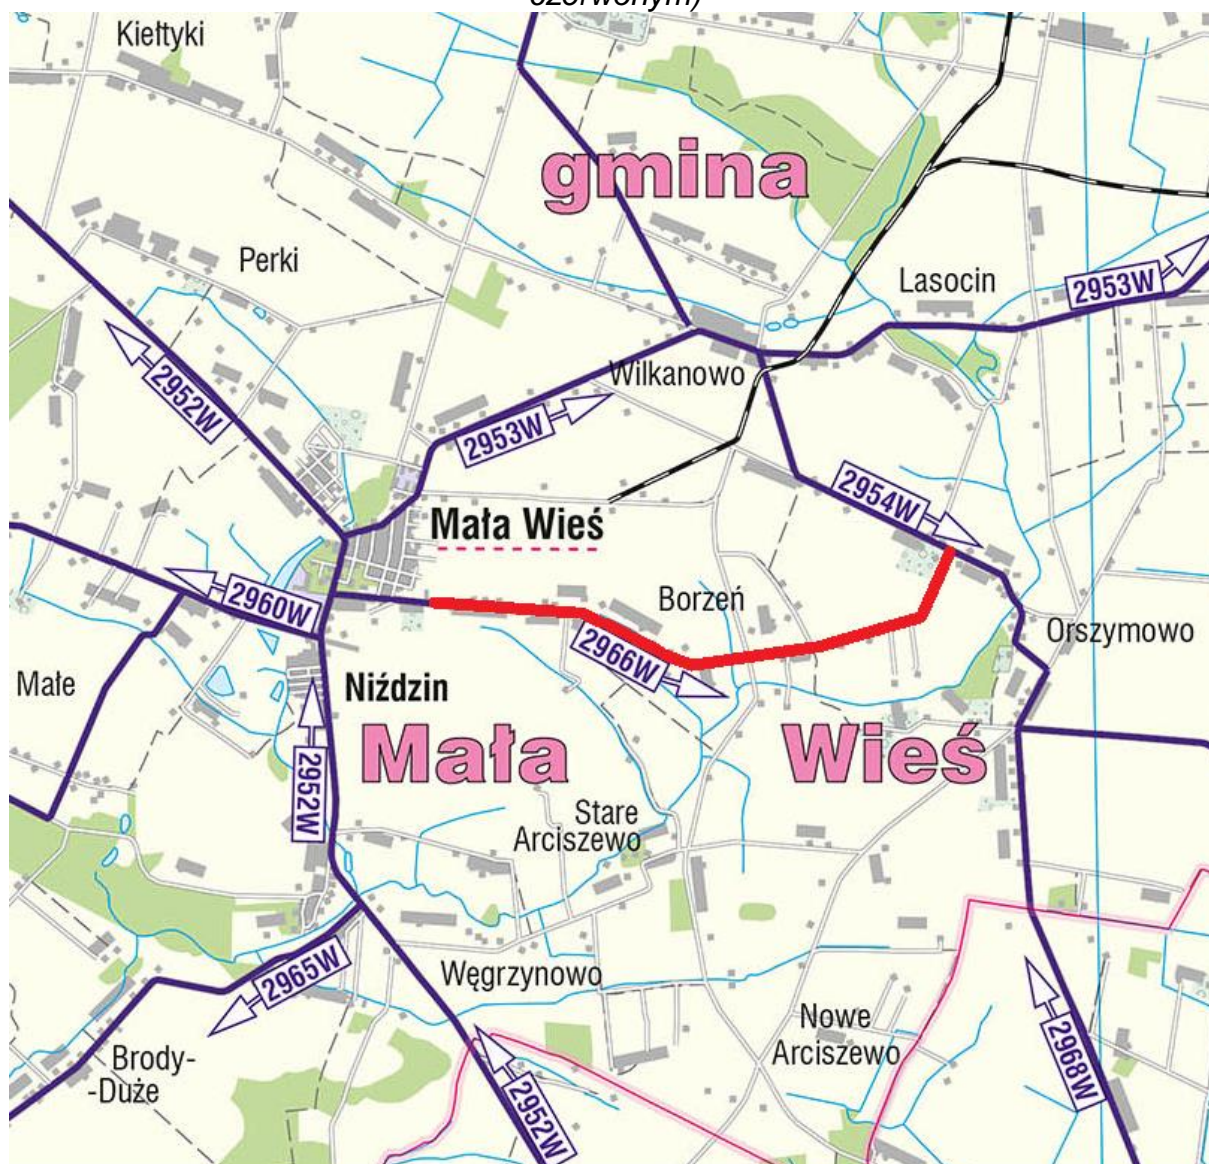 czerwonym)
Kiełtyki
gmina
Perki
Lasocin
2953W
2952W
Wilkanowo
2953W
2954W
Mała Wieś
2960W
Borzeń
2966W
Orszymowo
Małe
Niździn
Mała Wieś
2952W
Stare
Arciszewo
2965W
Węgrzynowo
Nowe
Arciszewo
2968W
Brody-
-Duże
2952W